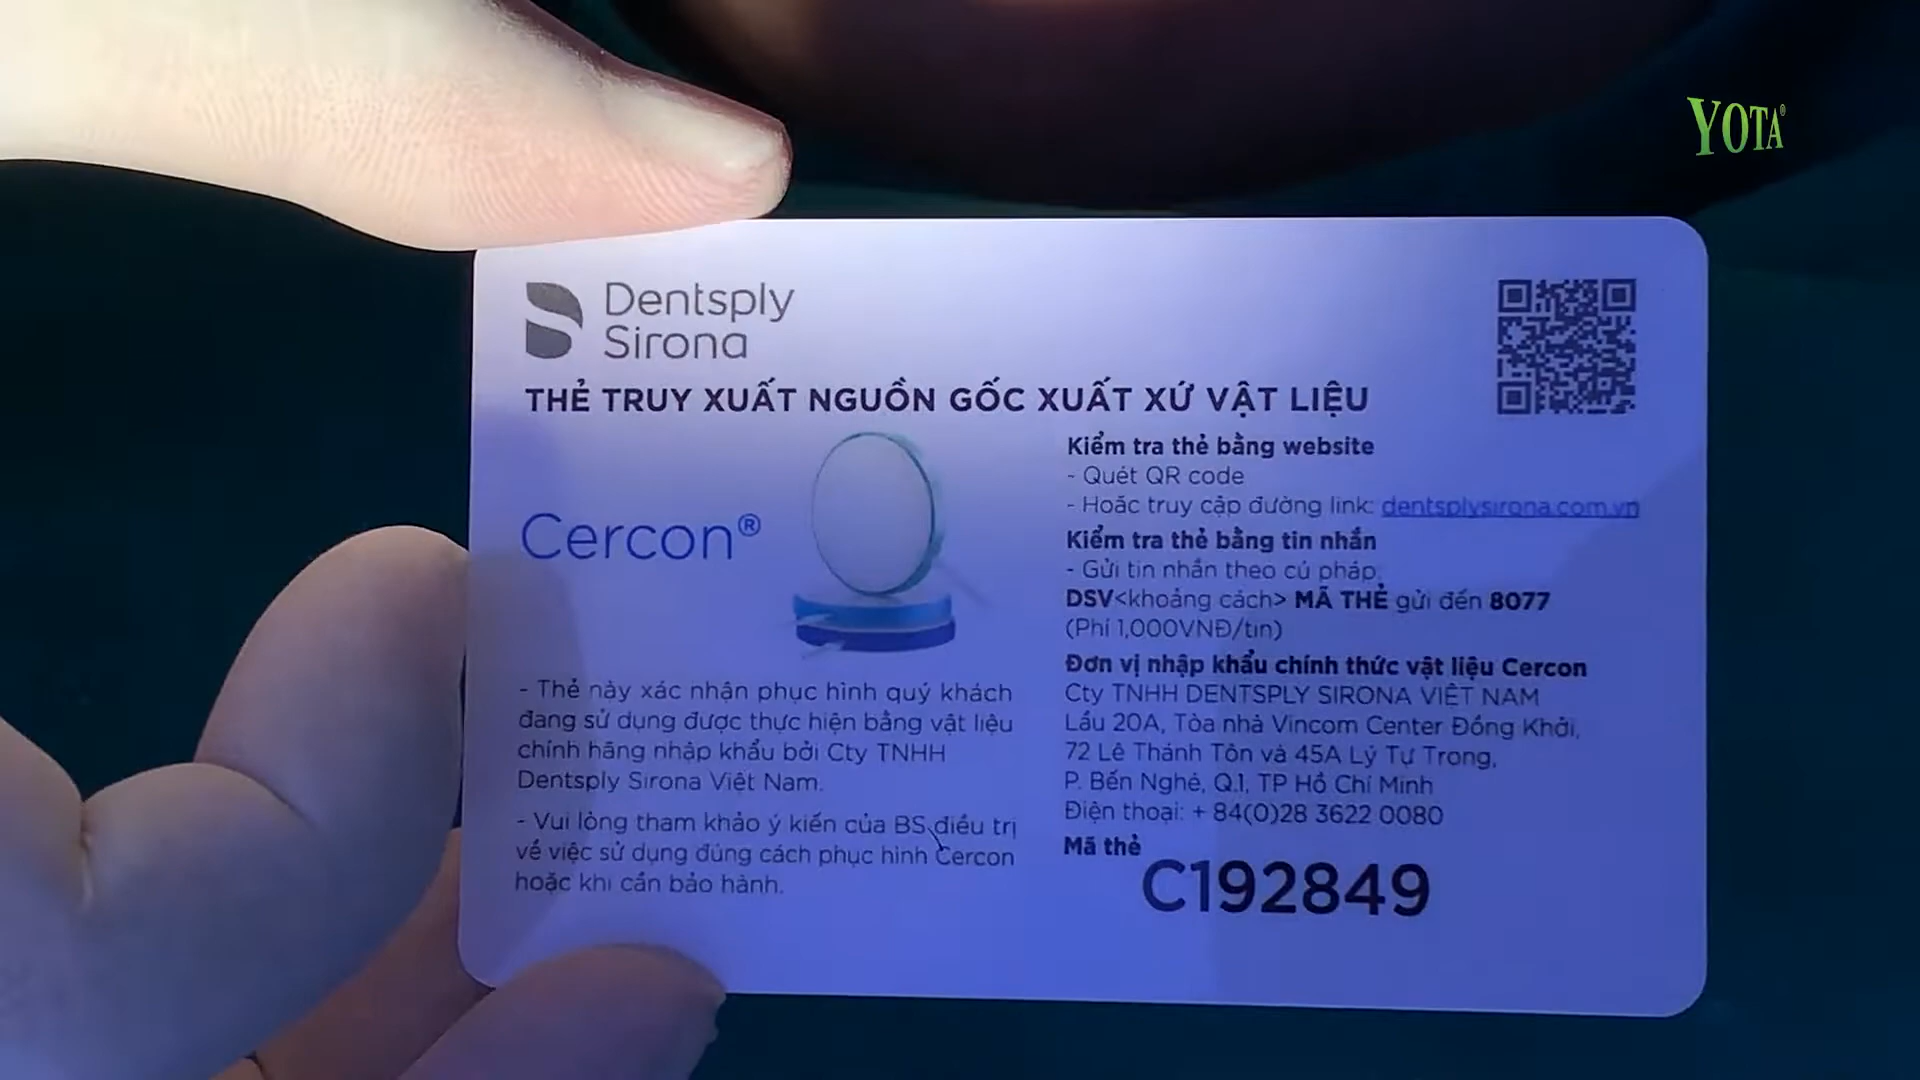 YOTA®
Dentsply
Sirona
THẺ TRUY XUẤT NGUỒN GỐC XUẤT XỨ VẬT LIỆU
Cercon®
- Thẻ này xác nhận phục hình quý khách
đang sử dụng được thực hiện bằng vật liệu
chính hãng nhập khẩu bởi Cty TNHH
Dentsply Sirona Việt Nam.
- Vui lòng tham khảo ý kiến của BS điều trị
về việc sử dụng đúng cách phục hình Cercon
hoặc khi cần bảo hành.
Kiểm tra thẻ bằng website
- Quét QR code
- Hoặc truy cập đường link: dentsplysirona.com.vn
Kiểm tra thẻ bằng tin nhắn
- Gửi tin nhắn theo cú pháp:
DSV<khoảng cách> MÃ THẺ gửi đến 8077
(Phí 1,000VNĐ/tin)
Đơn vị nhập khẩu chính thức vật liệu Cercon
Cty TNHH DENTSPLY SIRONA VIỆT NAM
Lầu 20A, Tòa nhà Vincom Center Đồng Khởi,
72 Lê Thánh Tôn và 45A Lý Tự Trọng,
P. Bến Nghé, Q.1, TP Hồ Chí Minh
Điện thoại: + 84(0)28 3622 0080
Mã thẻ
C192849